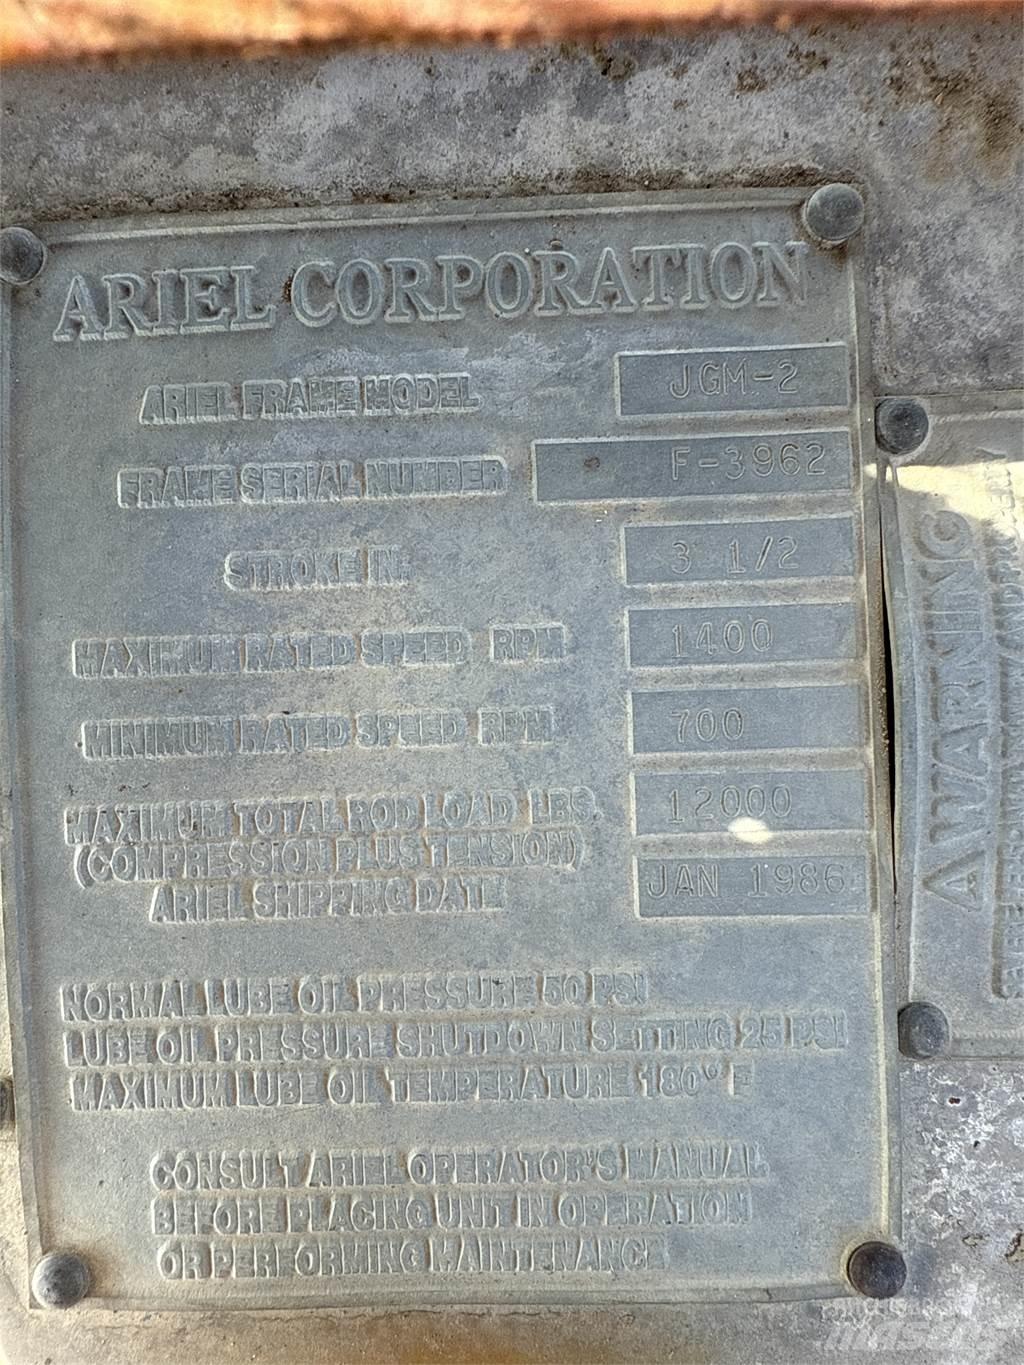 ARIEL CORPORATION
ARIEL FRAME MODEL JGM-2
FRAME SERIAL NUMBER F-3962
STROKE IN. 3 1/2
MAXIMUM RATED SPEED RPM 1400
MINIMUM RATED SPEED RPM 700
MAXIMUM TOTAL ROD LOAD LBS. 12000
(COMPRESSION PLUS TENSION)
ARIEL SHIPPING DATE JAN 1986
NORMAL LUBE OIL PRESSURE 50 PSI
LUBE OIL PRESSURE SHUTDOWN SETTING 25 PSI
MAXIMUM LUBE OIL TEMPERATURE 180° F
CONSULT ARIEL OPERATOR'S MANUAL
BEFORE PLACING UNIT IN OPERATION
OR PERFORMING MAINTENANCE
WARNING
MASCUS